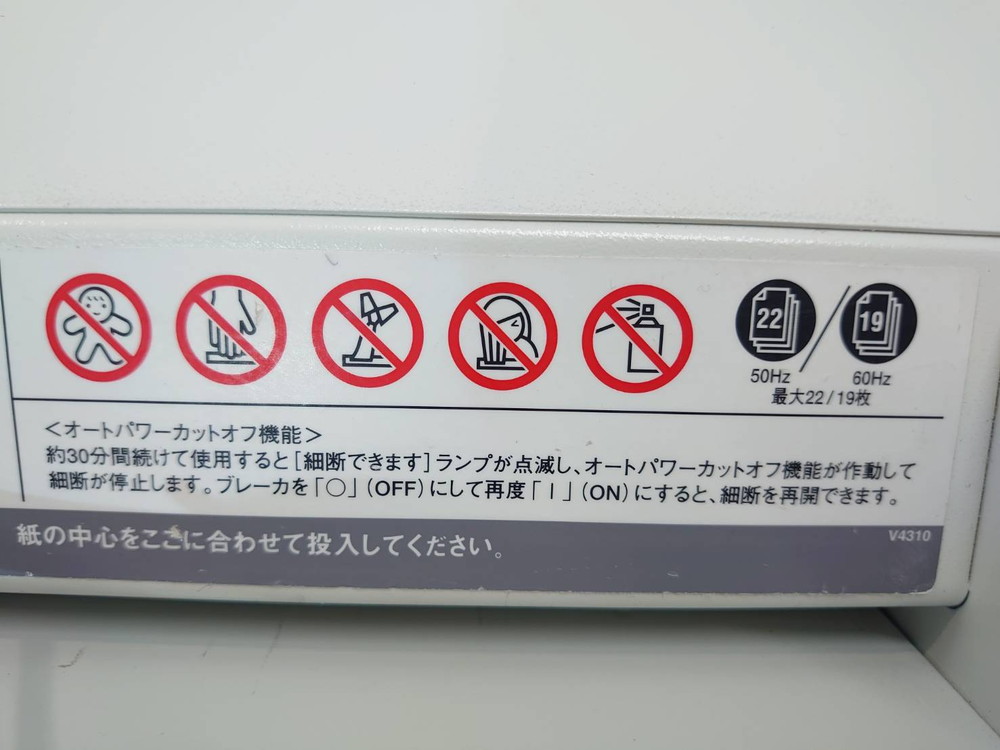 22
19
50Hz
60Hz
最大22/19枚
<オートパワーカットオフ機能>
約30分間続けて使用すると[細断できます]ランプが点滅し、オートパワーカットオフ機能が作動して
細断が停止します。ブレーカを「○」(OFF)にして再度「|」(ON)にすると、細断を再開できます。
紙の中心をここに合わせて投入してください。
V4310